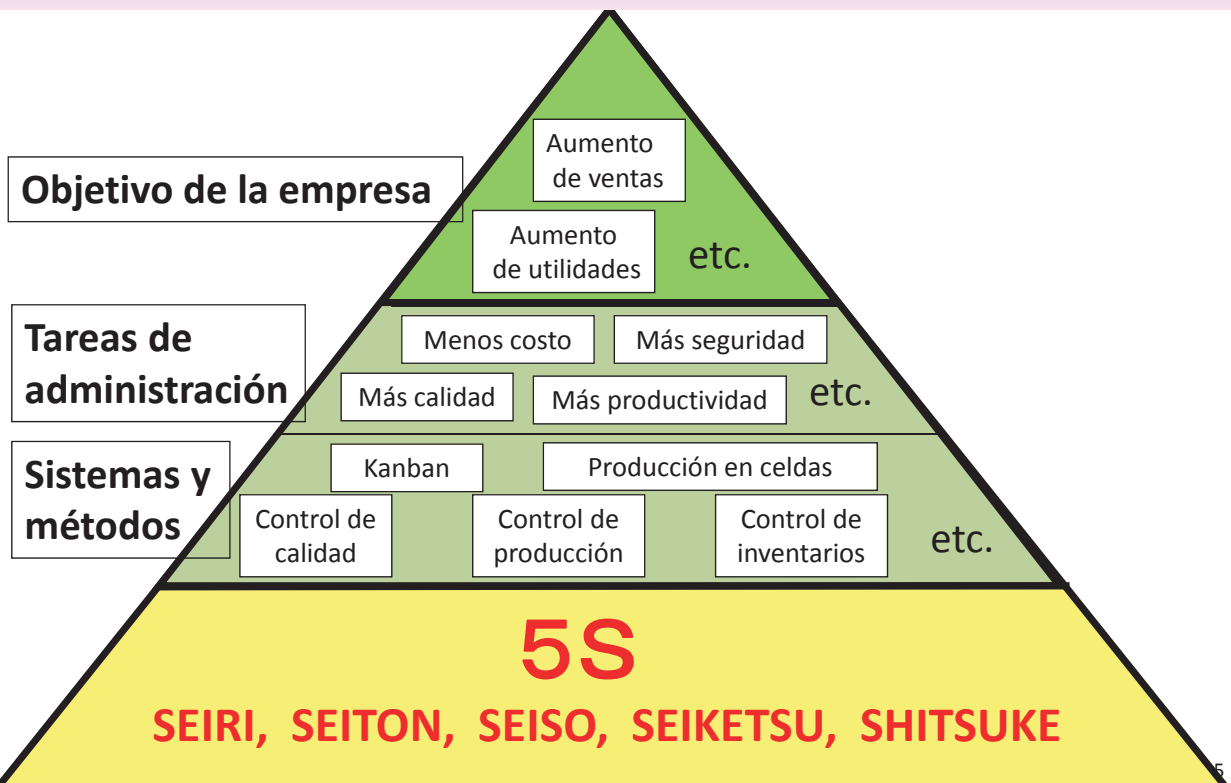 Objetivo de la empresa
Aumento
de ventas
Aumento
de utilidades
etc.
Tareas de
administración
Menos costo
Más seguridad
Más calidad
Más productividad
etc.
Sistemas y
métodos
Kanban
Producción en celdas
Control de
calidad
Control de
producción
Control de
inventarios
etc.
5S
SEIRI, SEITON, SEISO, SEIKETSU, SHITSUKE
5